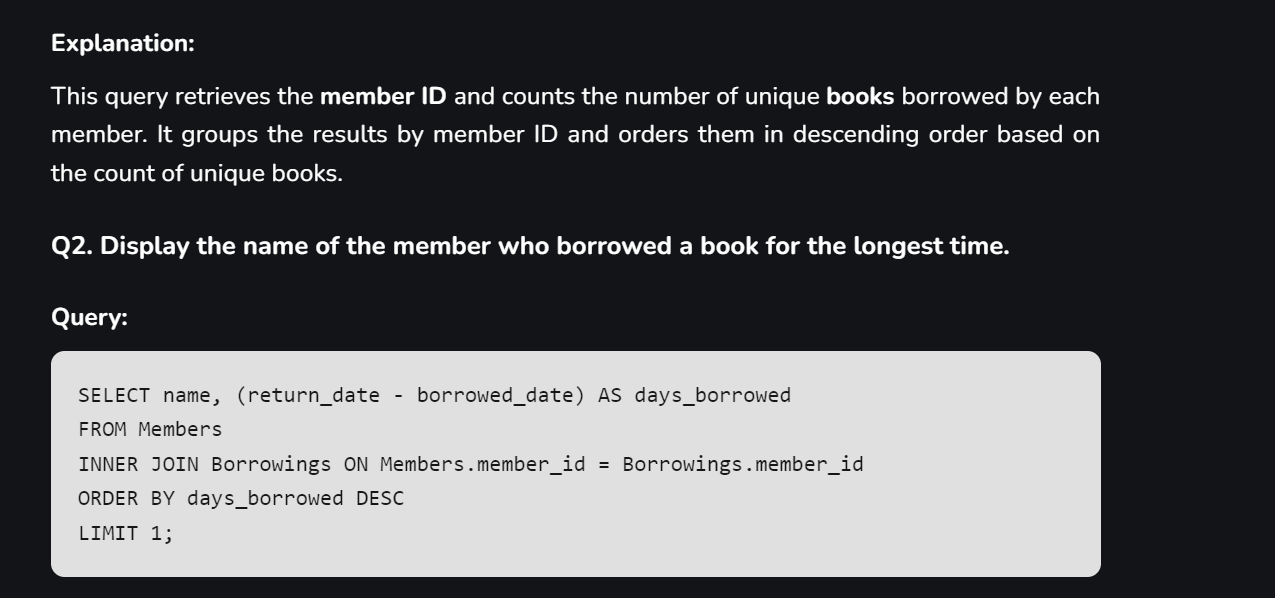 Explanation:
This query retrieves the member ID and counts the number of unique books borrowed by each
member. It groups the results by member ID and orders them in descending order based on
the count of unique books.
Q2. Display the name of the member who borrowed a book for the longest time.
Query:
SELECT name, (return_date - borrowed_date) AS days_borrowed
FROM Members
INNER JOIN Borrowings ON Members.member_id = Borrowings.member_id
ORDER BY days_borrowed DESC
LIMIT 1;